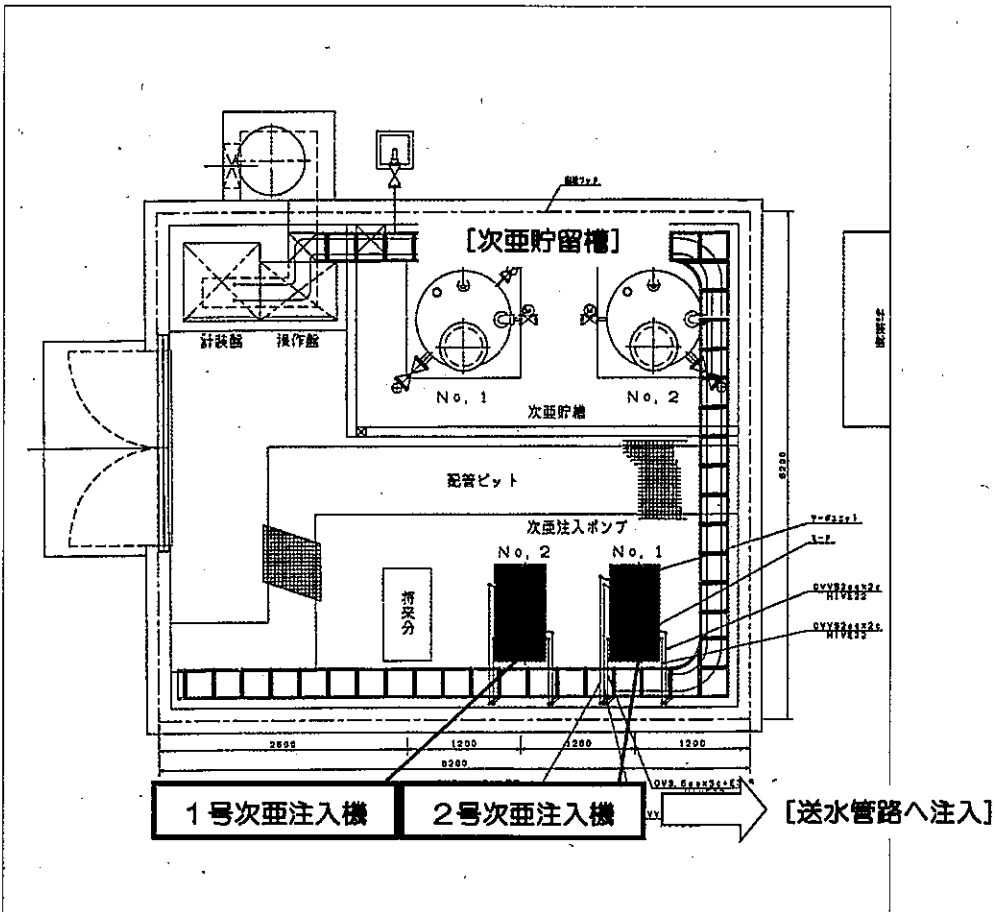 [次亜貯留槽]
計装盤 操作盤
No, 1
No, 2
次亜貯槽
6200
配管ピット
次亜注入ポンプ
No, 2
No, 1
将来分
2600
1200
1200
1200
6200
1号次亜注入機
2号次亜注入機
[送水管路へ注入]